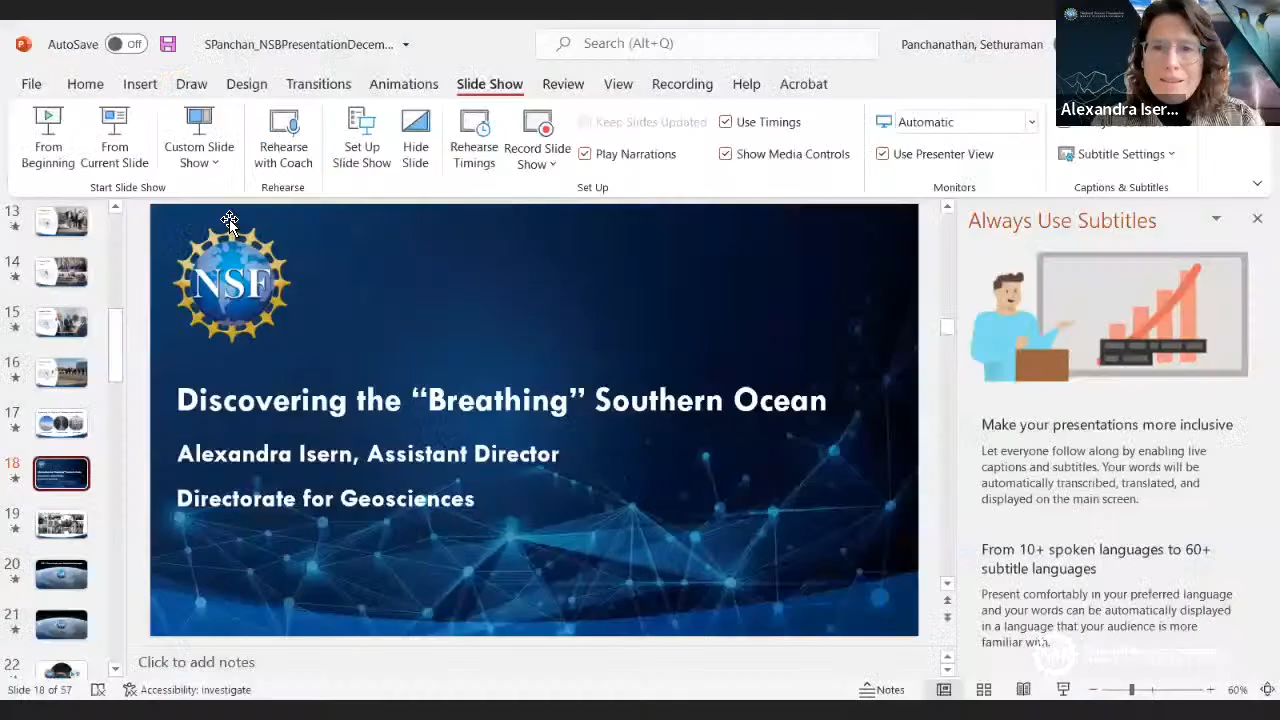 AutoSave Off SPanchan_NSBPresentationDecem... Search (Alt+Q) Panchanathan, Sethuraman
File Home Insert Draw Design Transitions Animations Slide Show Review View Recording Help Acrobat
Alexandra Iser...
From Beginning
From Current Slide
Custom Slide Show
Start Slide Show
Rehearse with Coach
Rehearse
Set Up Slide Show
Hide Slide
Rehearse Timings
Record Slide Show
Keep Slides Updated
Play Narrations
Use Timings
Show Media Controls
Set Up
Automatic
Use Presenter View
Monitors
Subtitle Settings
Captions & Subtitles
13
14
15
16
17
18
19
20
21
22
NSF
Discovering the “Breathing” Southern Ocean
Alexandra Isern, Assistant Director
Directorate for Geosciences
Click to add notes
Always Use Subtitles
Make your presentations more inclusive
Let everyone follow along by enabling live
captions and subtitles. Your words will be
automatically transcribed, translated, and
displayed on the main screen.
From 10+ spoken languages to 60+
subtitle languages
Present comfortably in your preferred language
and your words can be automatically displayed
in a language that your audience is more
familiar with.
Slide 18 of 57 Accessibility: Investigate Notes 60%